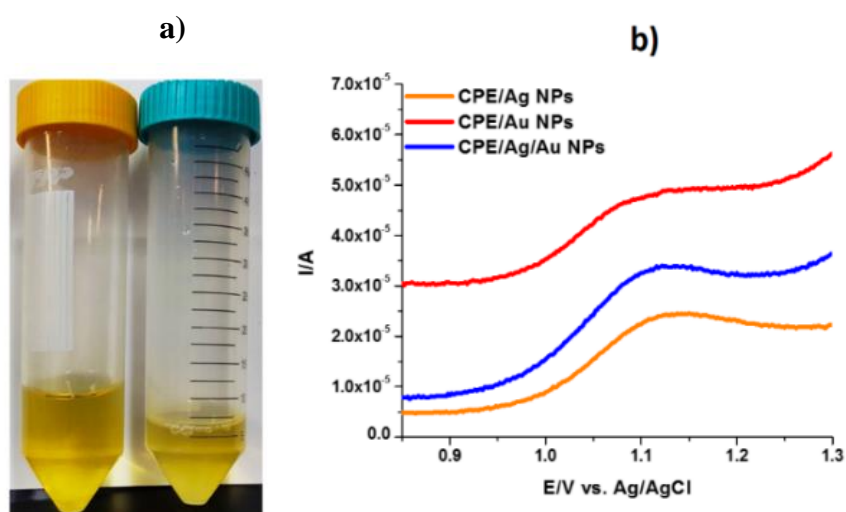 a)
b)
7.0x10⁻⁵
6.0x10⁻⁵
5.0x10⁻⁵
4.0x10⁻⁵
3.0x10⁻⁵
2.0x10⁻⁵
1.0x10⁻⁵
0.0
I/A
CPE/Ag NPs
CPE/Au NPs
CPE/Ag/Au NPs
0.9
1.0
1.1
1.2
1.3
E/V vs. Ag/AgCl